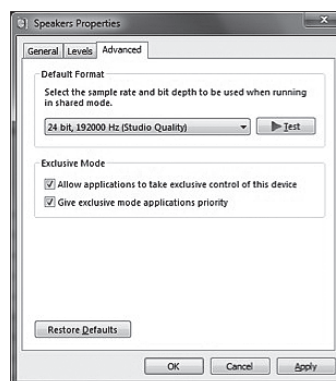 Speakers Properties
General
Levels
Advanced
Default Format
Select the sample rate and bit depth to be used when running
in shared mode.
24 bit, 192000 Hz (Studio Quality)
Test
Exclusive Mode
Allow applications to take exclusive control of this device
Give exclusive mode applications priority
Restore Defaults
OK
Cancel
Apply